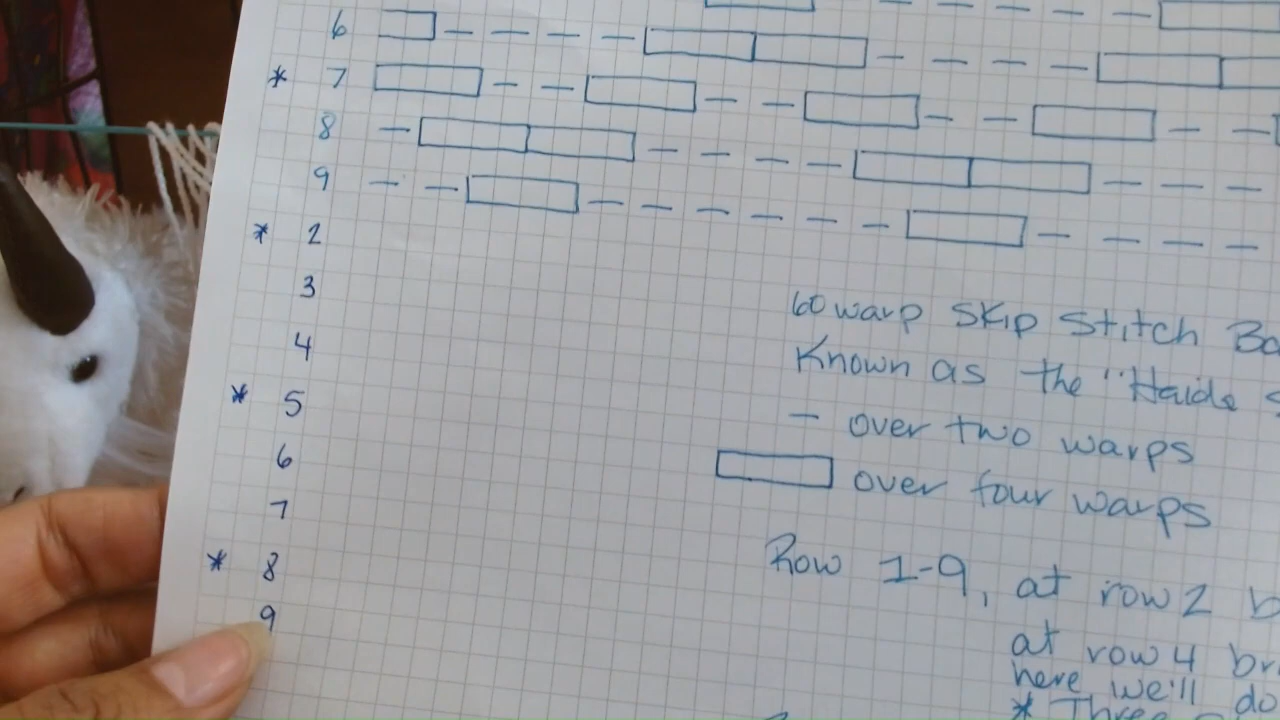 6
* 7
8
9
* 2
3
4
* 5
6
7
* 8
9
60 warp Skip Stitch
Known as the "Haida
– over two warps
over four warps
Row 1-9, at row 2
at row 4
here we'll do
* Three